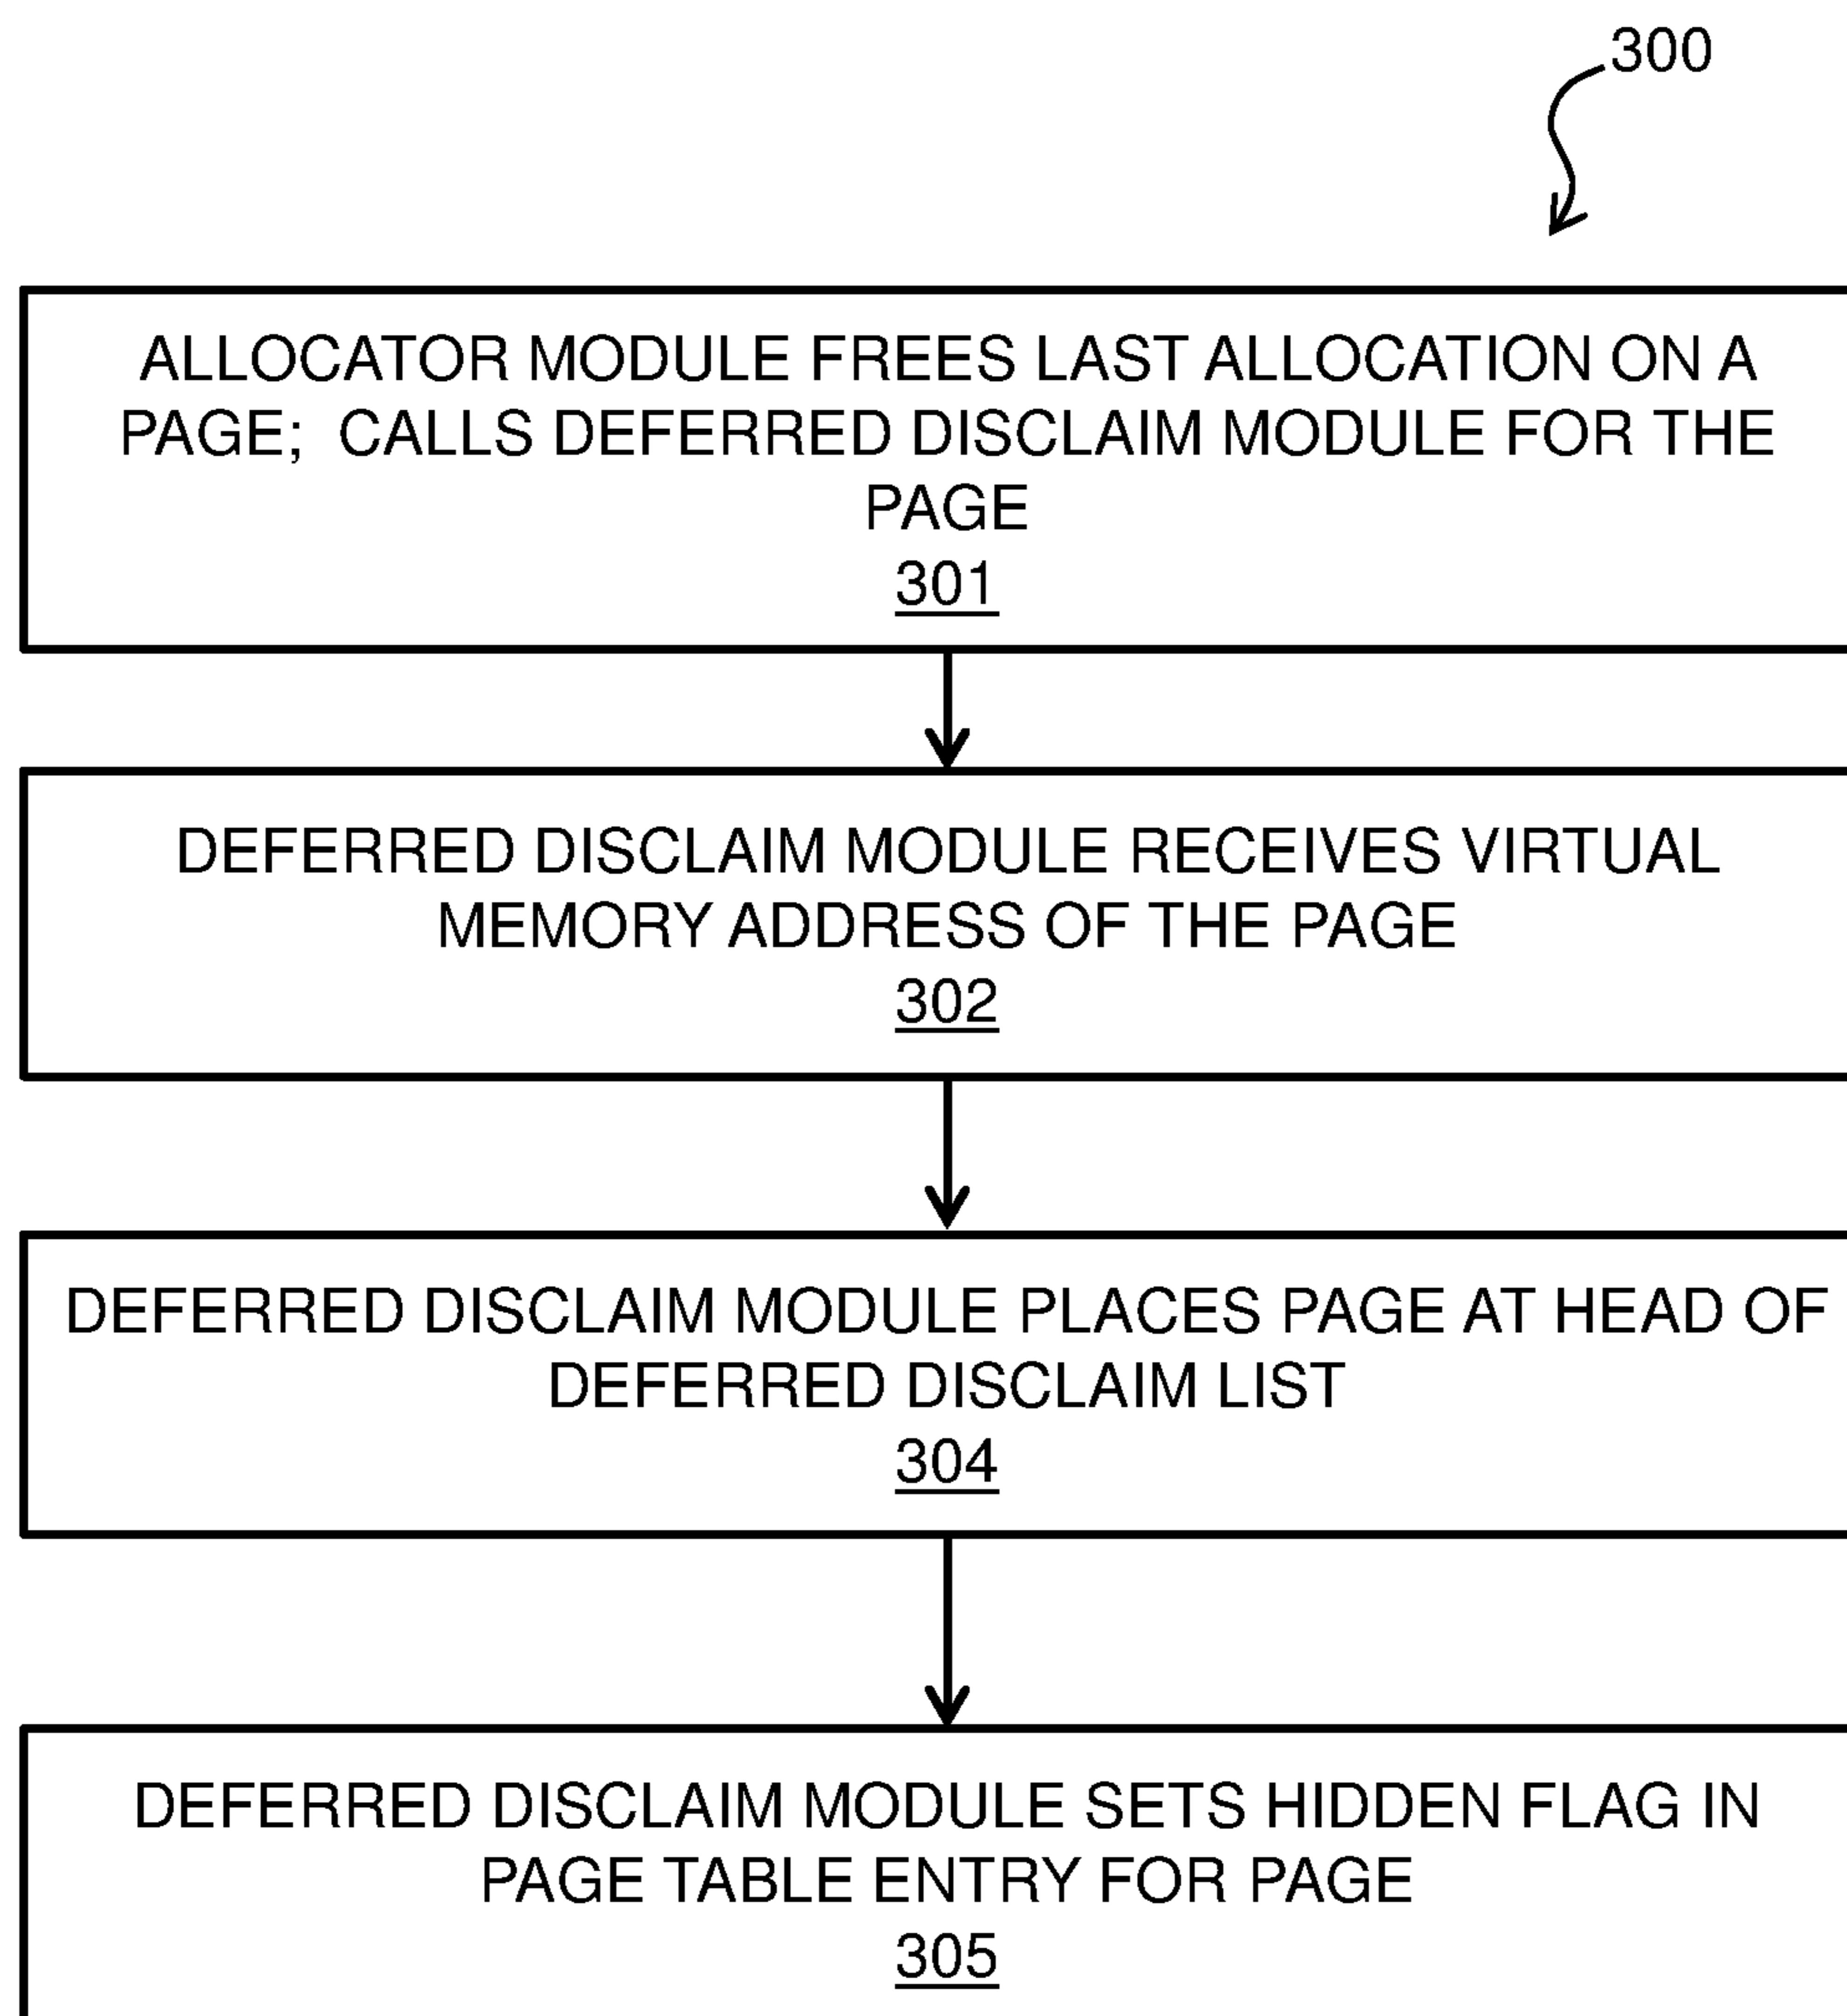 300
ALLOCATOR MODULE FREES LAST ALLOCATION ON A
PAGE; CALLS DEFERRED DISCLAIM MODULE FOR THE
PAGE
301
DEFERRED DISCLAIM MODULE RECEIVES VIRTUAL
MEMORY ADDRESS OF THE PAGE
302
DEFERRED DISCLAIM MODULE PLACES PAGE AT HEAD OF
DEFERRED DISCLAIM LIST
304
DEFERRED DISCLAIM MODULE SETS HIDDEN FLAG IN
PAGE TABLE ENTRY FOR PAGE
305